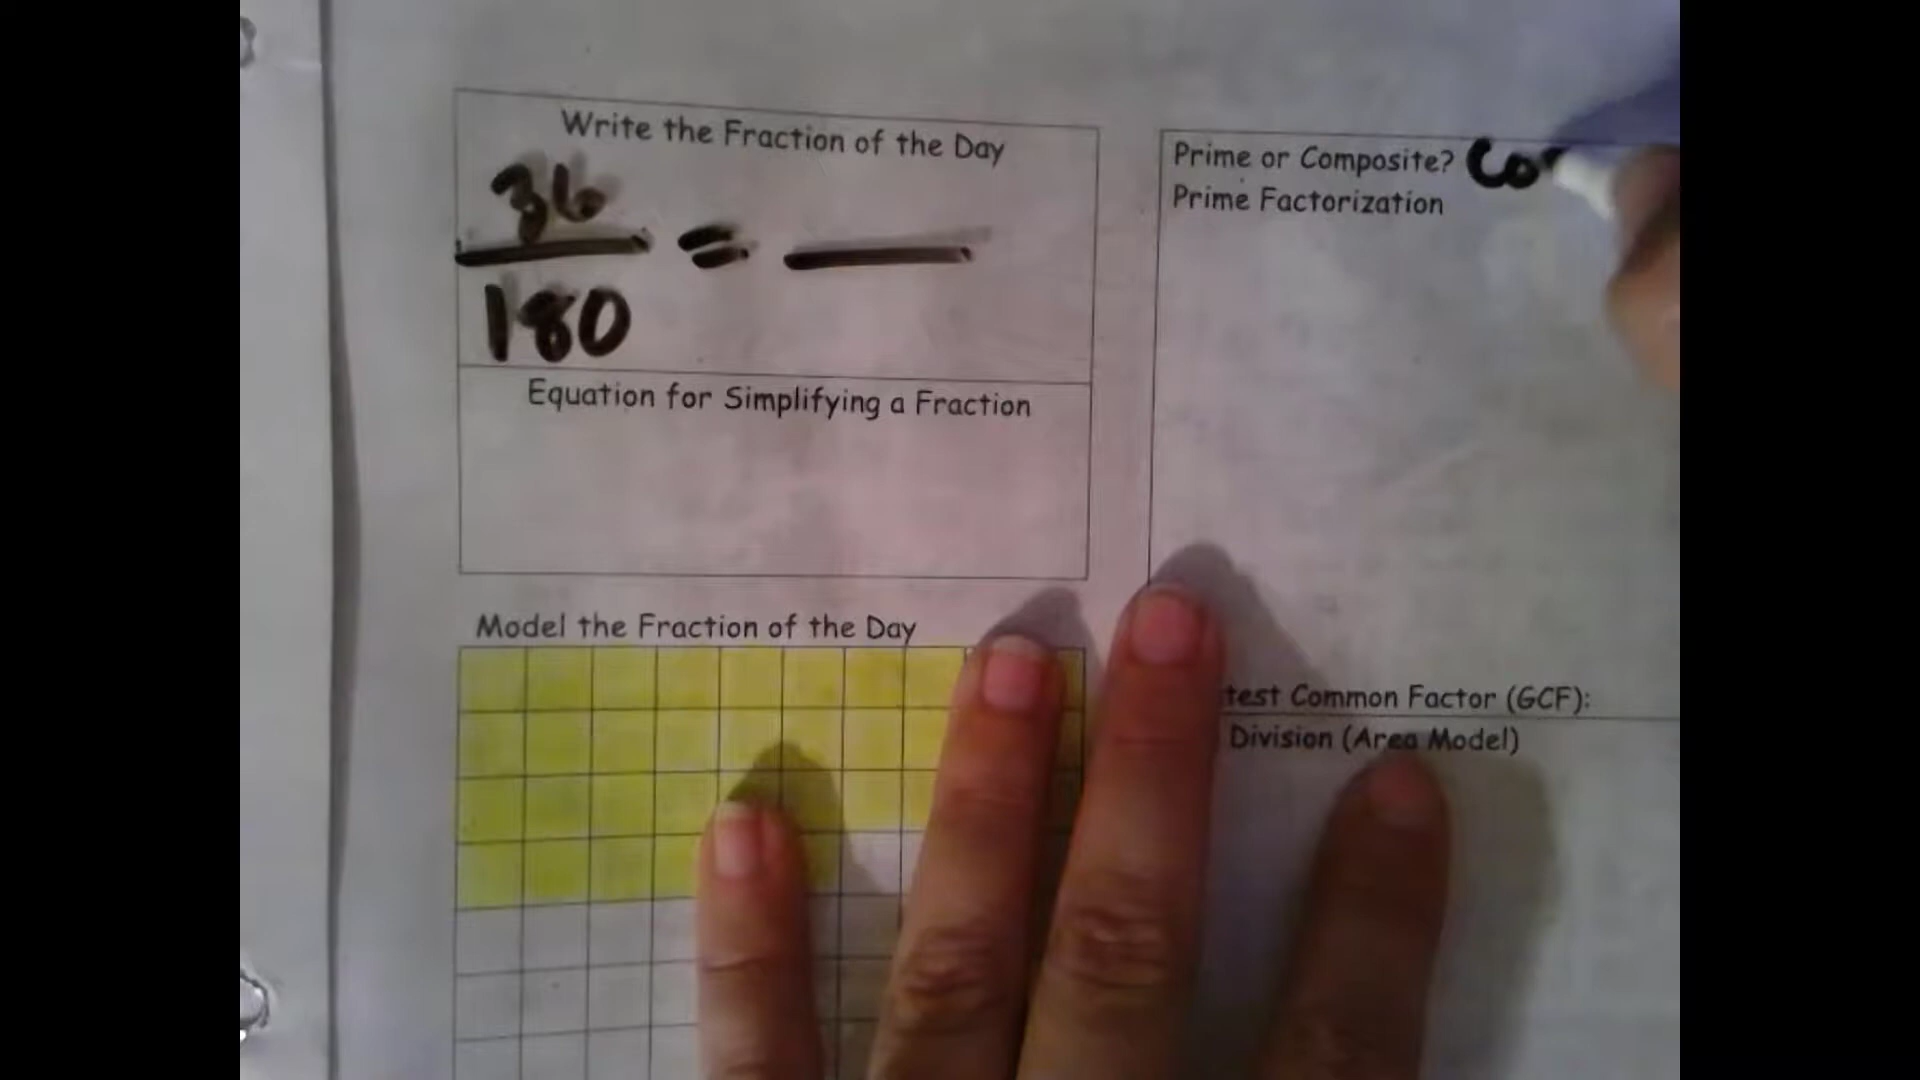 Write the Fraction of the Day
36
=
180
Equation for Simplifying a Fraction
Model the Fraction of the Day
Prime or Composite? Co
Prime Factorization
test Common Factor (GCF):
Division (Area Model)